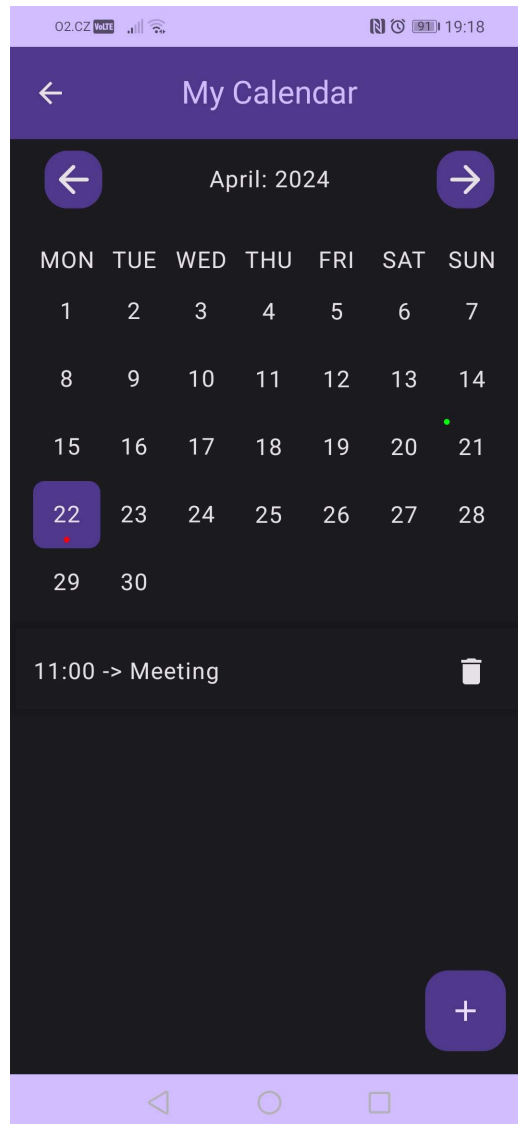 O2.CZ VoLTE 91 19:18
My Calendar
April: 2024
MON TUE WED THU FRI SAT SUN
1 2 3 4 5 6 7
8 9 10 11 12 13 14
15 16 17 18 19 20 21
22 23 24 25 26 27 28
29 30
11:00 -> Meeting
+